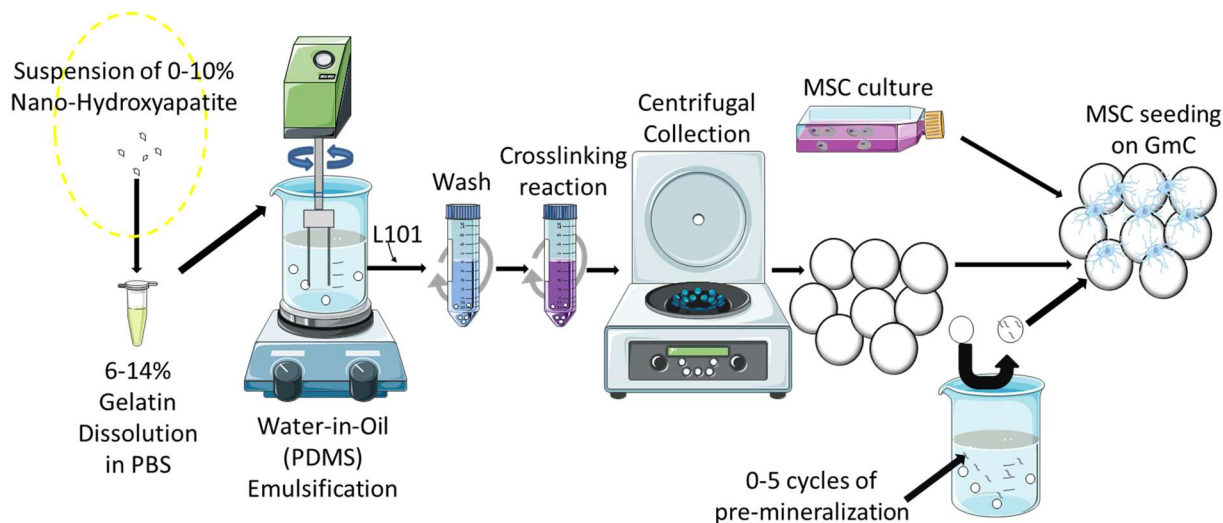 Suspension of 0-10%
Nano-Hydroxyapatite
6-14%
Gelatin
Dissolution
in PBS
Water-in-Oil
(PDMS)
Emulsification
L101
Wash
Crosslinking
reaction
Centrifugal
Collection
MSC culture
MSC seeding
on GmC
0-5 cycles of
pre-mineralization